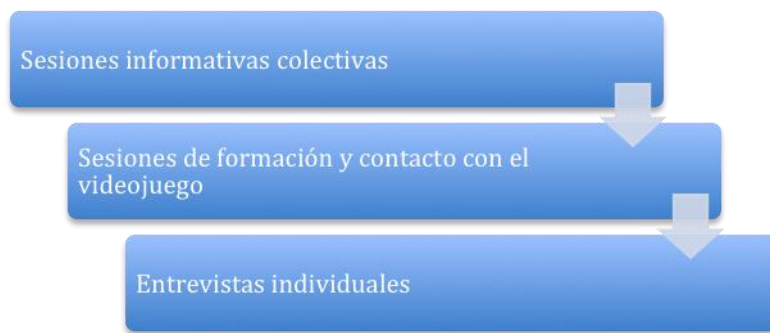 Sesiones informativas colectivas
Sesiones de formación y contacto con el
videojuego
Entrevistas individuales